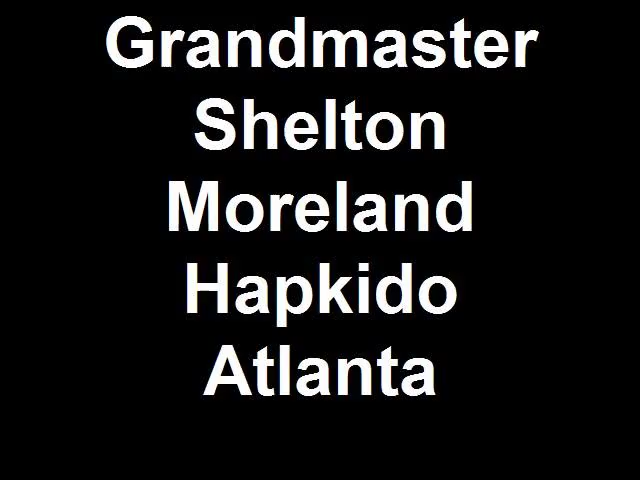 Grandmaster
Shelton
Moreland
Hapkido
Atlanta